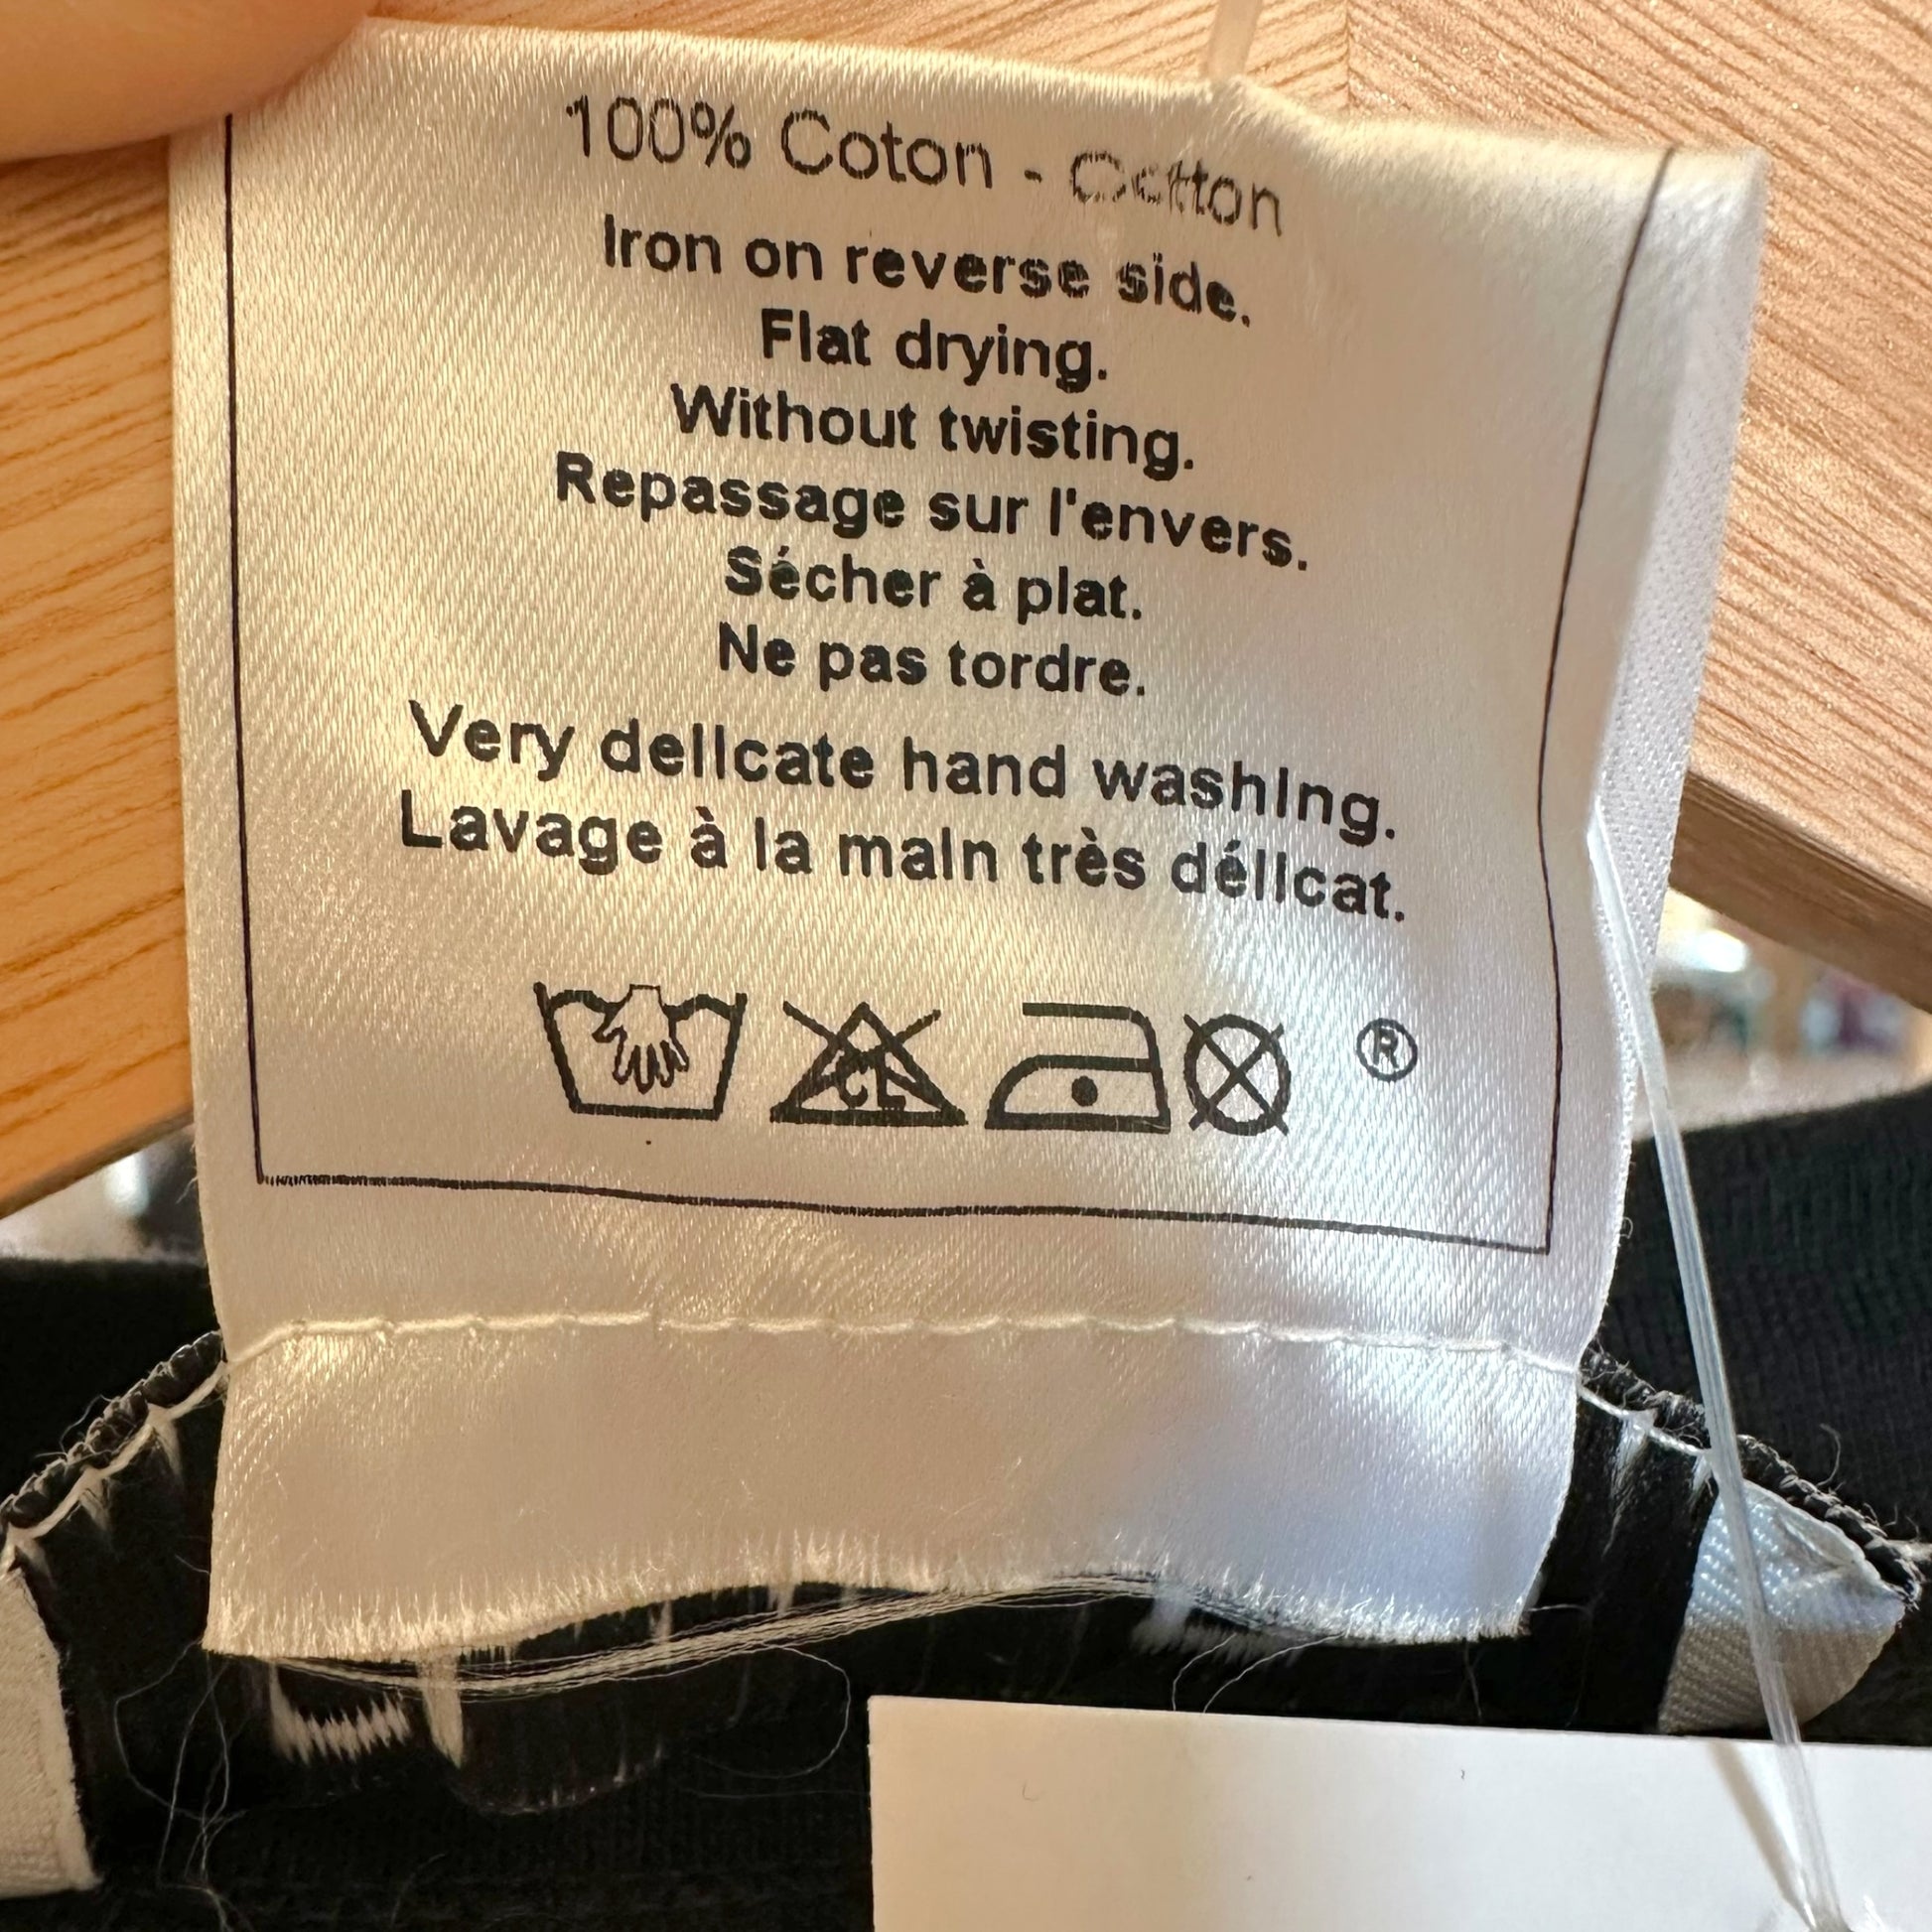 100% Coton - Cotton
Iron on reverse side.
Flat drying.
Without twisting.
Repassage sur l'envers.
Sécher à plat.
Ne pas tordre.
Very delicate hand washing.
Lavage à la main très délicat.
CL ®